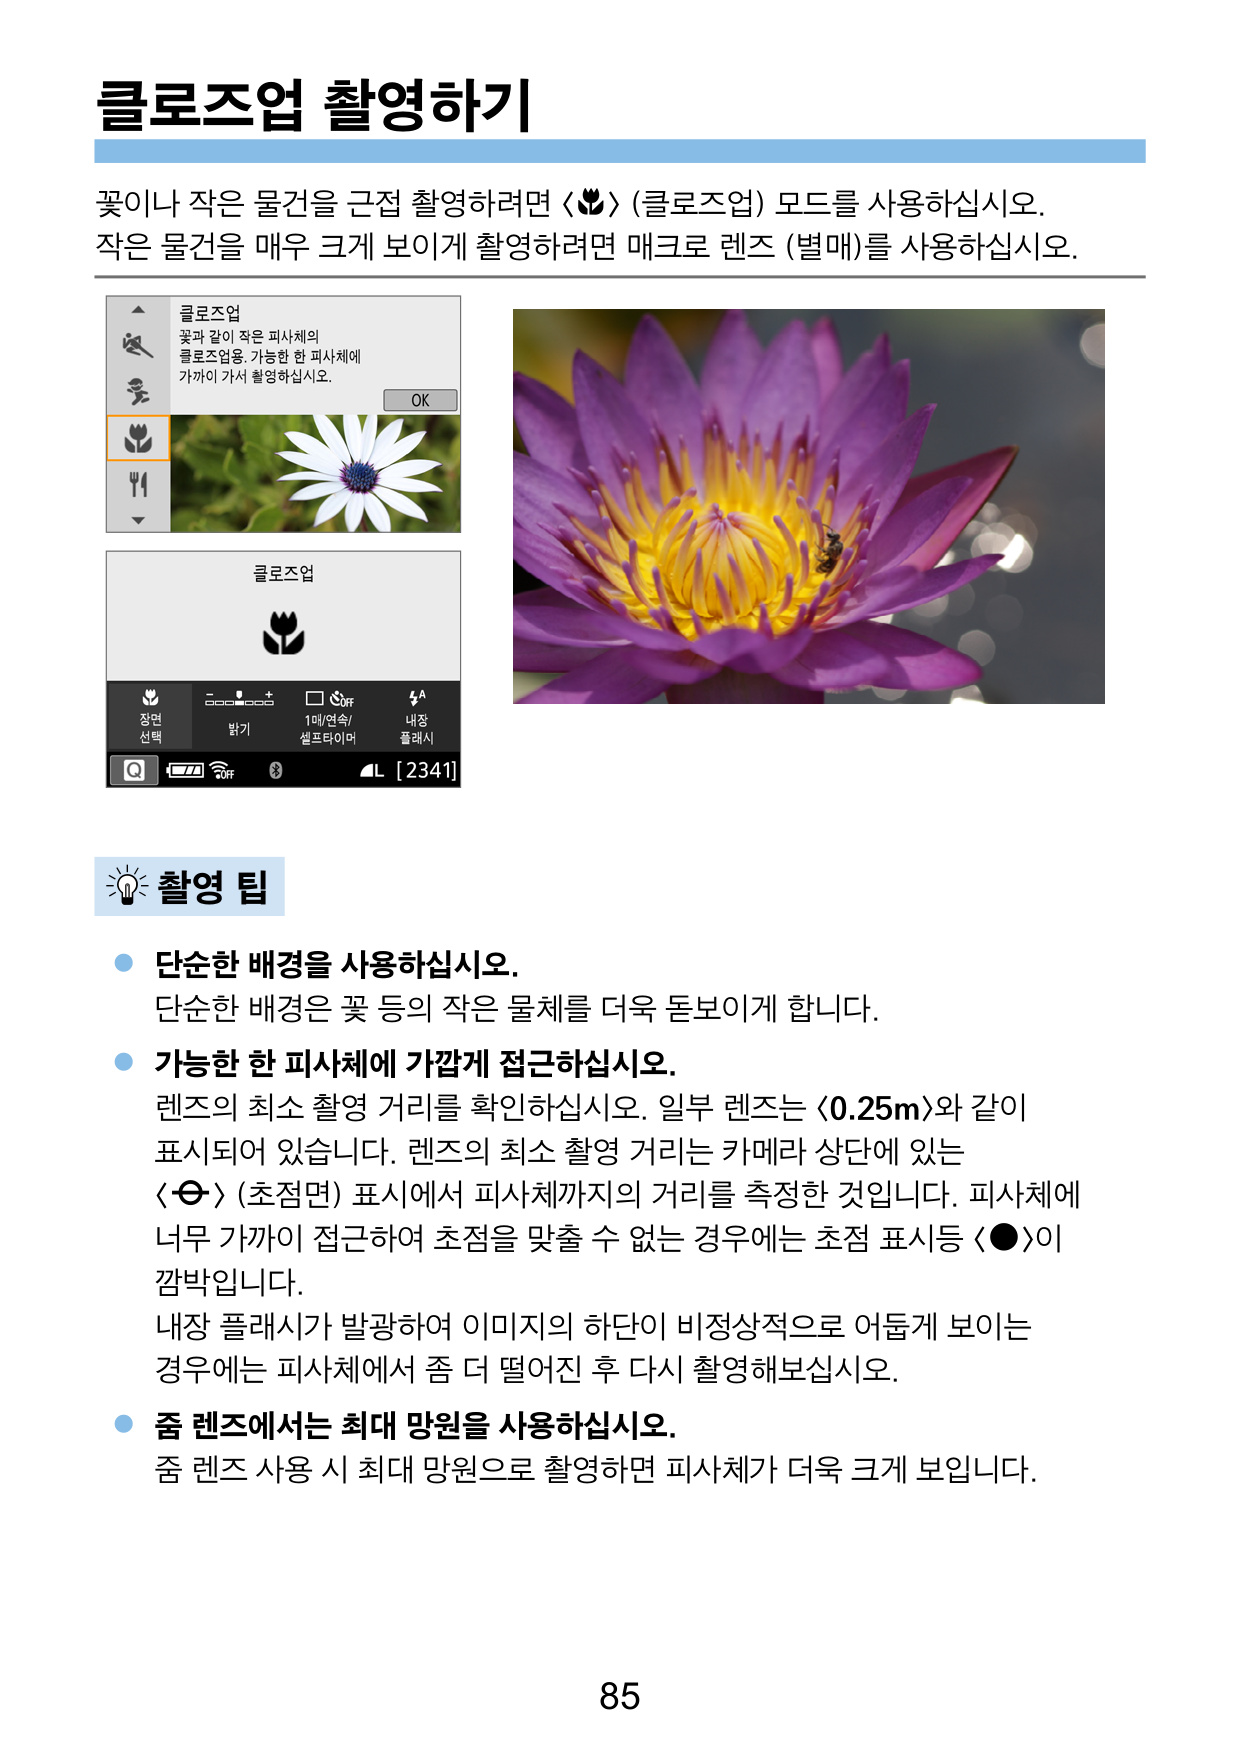 클로즈업 촬영하기
꽃이나 작은 물건을 근접 촬영하려면 〈〉 (클로즈업) 모드를 사용하십시오.
작은 물건을 매우 크게 보이게 촬영하려면 매크로 렌즈 (별매)를 사용하십시오.
클로즈업
꽃과 같이 작은 피사체의
클로즈업용. 가능한 한 피사체에
가까이 가서 촬영하십시오.
OK
클로즈업
- +
OFF
A
장면
선택
밝기
1매/연속/
셀프타이머
내장
플래시
Q OFF L [2341]
촬영 팁
● 단순한 배경을 사용하십시오.
단순한 배경은 꽃 등의 작은 물체를 더욱 돋보이게 합니다.
● 가능한 한 피사체에 가깝게 접근하십시오.
렌즈의 최소 촬영 거리를 확인하십시오. 일부 렌즈는 〈0.25m〉와 같이
표시되어 있습니다. 렌즈의 최소 촬영 거리는 카메라 상단에 있는
〈〉 (초점면) 표시에서 피사체까지의 거리를 측정한 것입니다. 피사체에
너무 가까이 접근하여 초점을 맞출 수 없는 경우에는 초점 표시등 〈●〉이
깜박입니다.
내장 플래시가 발광하여 이미지의 하단이 비정상적으로 어둡게 보이는
경우에는 피사체에서 좀 더 떨어진 후 다시 촬영해보십시오.
● 줌 렌즈에서는 최대 망원을 사용하십시오.
줌 렌즈 사용 시 최대 망원으로 촬영하면 피사체가 더욱 크게 보입니다.
85